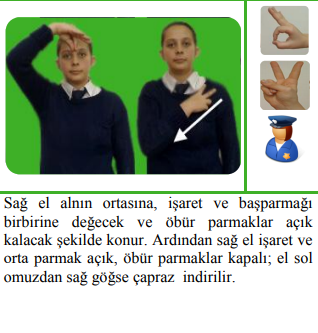 Sağ el alnın ortasına, işaret ve başparmağı
birbirine değecek ve öbür parmaklar açık
kalacak şekilde konur. Ardından sağ el işaret ve
orta parmak açık, öbür parmaklar kapalı; el sol
omuzdan sağ göğse çapraz indirilir.